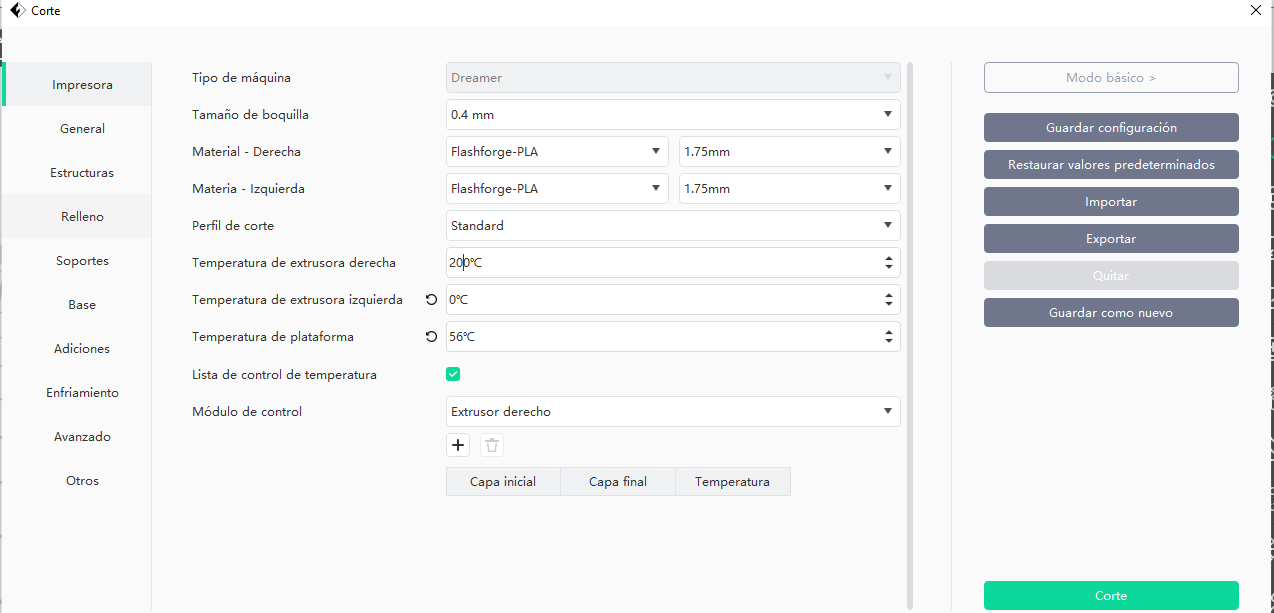 Corte
Impresora
General
Estructuras
Relleno
Soportes
Base
Adiciones
Enfriamiento
Avanzado
Otros
Tipo de máquina Dreamer
Tamaño de boquilla 0.4 mm
Material - Derecha Flashforge-PLA 1.75mm
Materia - Izquierda Flashforge-PLA 1.75mm
Perfil de corte Standard
Temperatura de extrusora derecha 200℃
Temperatura de extrusora izquierda 0℃
Temperatura de plataforma 56℃
Lista de control de temperatura
Módulo de control Extrusor derecho
Capa inicial Capa final Temperatura
Modo básico >
Guardar configuración
Restaurar valores predeterminados
Importar
Exportar
Quitar
Guardar como nuevo
Corte